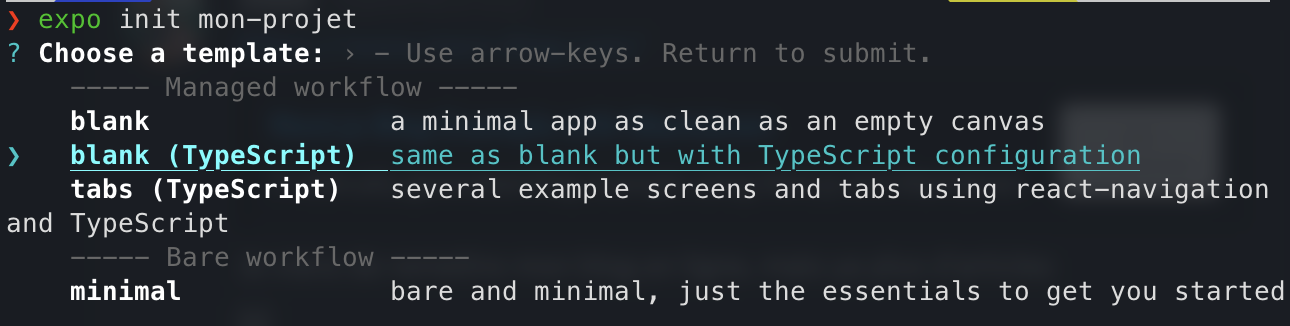 ❯ expo init mon-projet
? Choose a template: › - Use arrow-keys. Return to submit.
----- Managed workflow -----
blank a minimal app as clean as an empty canvas
❯ blank (TypeScript) same as blank but with TypeScript configuration
tabs (TypeScript) several example screens and tabs using react-navigation
and TypeScript
----- Bare workflow -----
minimal bare and minimal, just the essentials to get you started